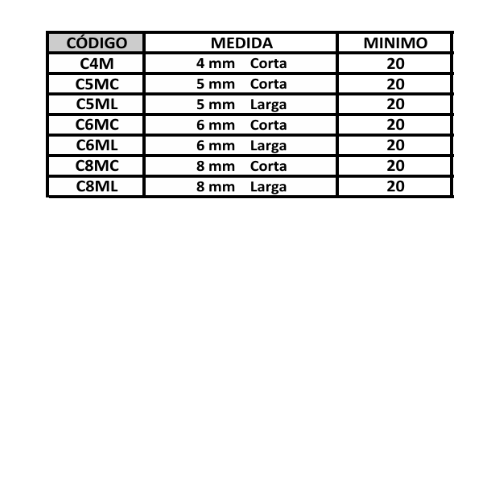 CÓDIGO MEDIDA MINIMO
C4M 4 mm Corta 20
C5MC 5 mm Corta 20
C5ML 5 mm Larga 20
C6MC 6 mm Corta 20
C6ML 6 mm Larga 20
C8MC 8 mm Corta 20
C8ML 8 mm Larga 20